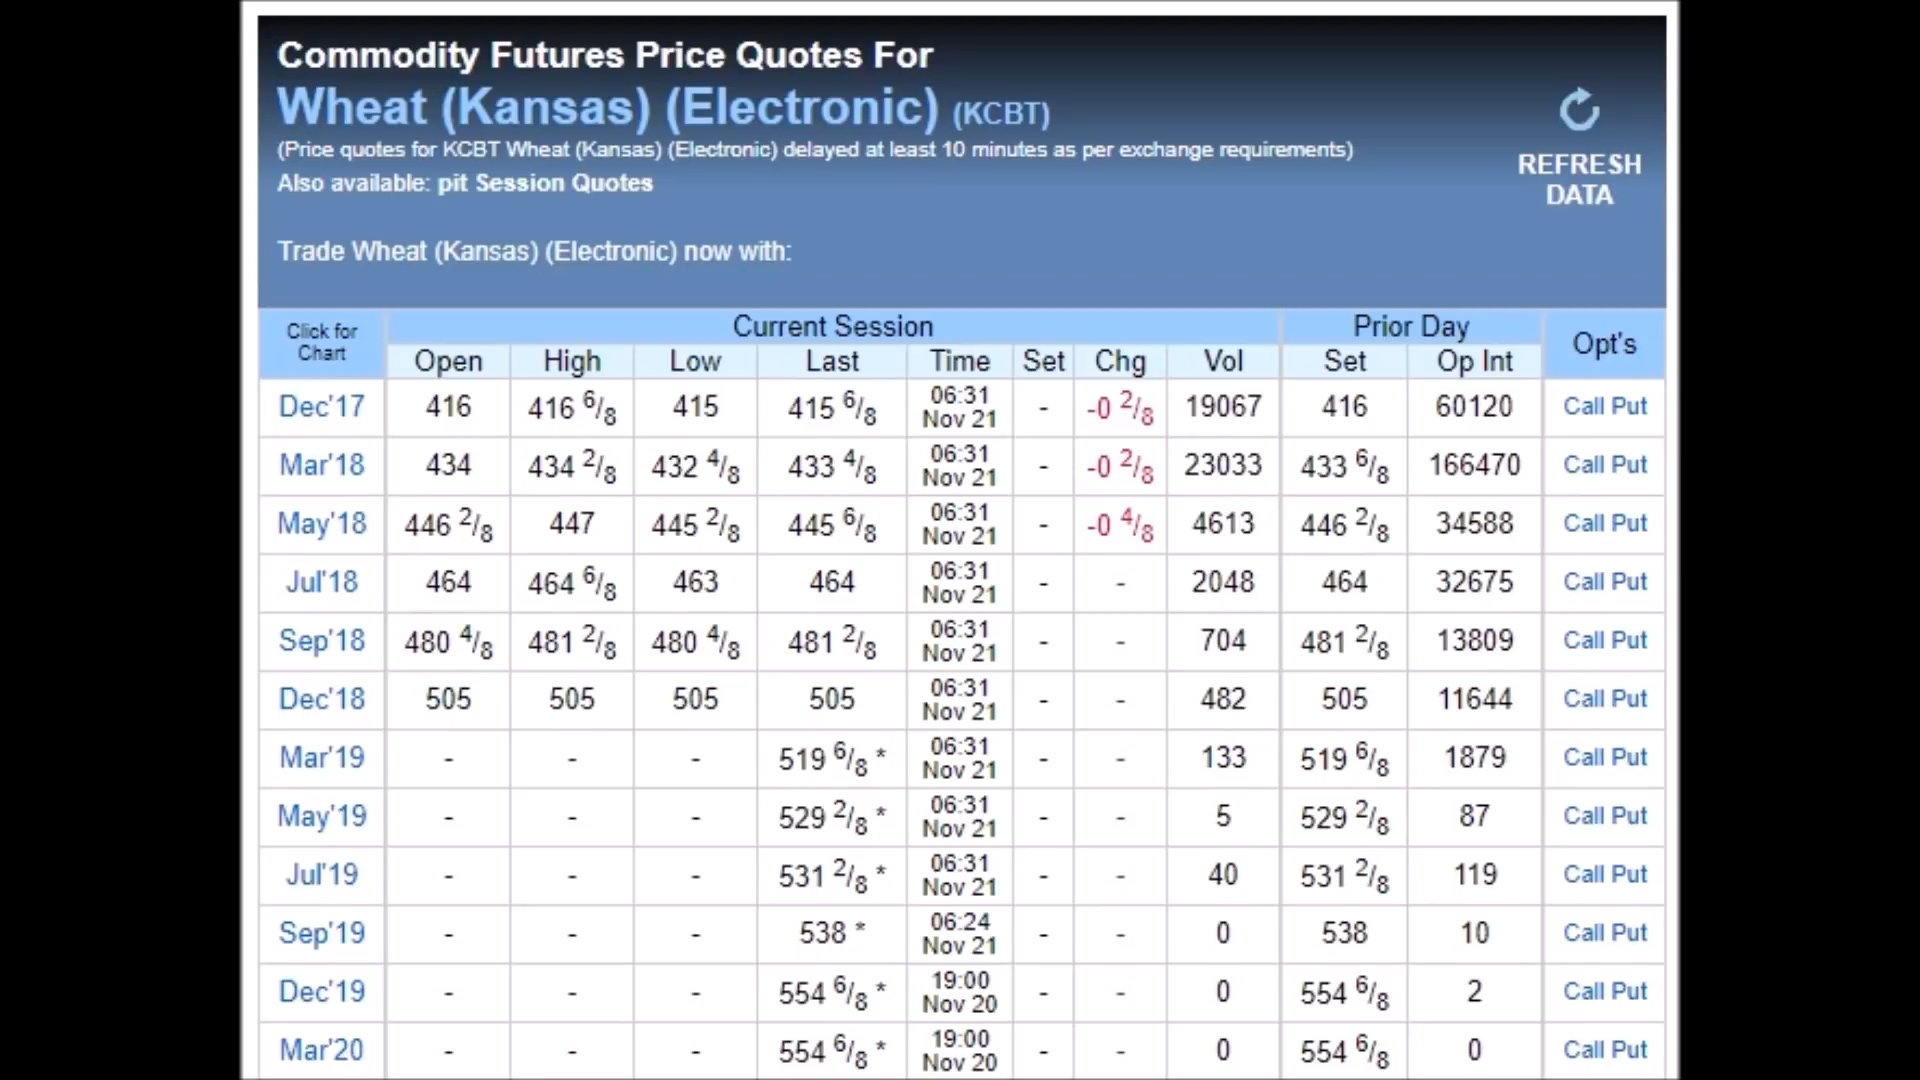 Commodity Futures Price Quotes For
Wheat (Kansas) (Electronic) (KCBT)
(Price quotes for KCBT Wheat (Kansas) (Electronic) delayed at least 10 minutes as per exchange requirements)
Also available: pit Session Quotes
REFRESH
DATA
Trade Wheat (Kansas) (Electronic) now with:
Click for Chart Current Session Prior Day Opt's
Open High Low Last Time Set Chg Vol Set Op Int
Dec'17 416 416 6/8 415 415 6/8 06:31 Nov 21 - -0 2/8 19067 416 60120 Call Put
Mar'18 434 434 2/8 432 4/8 433 4/8 06:31 Nov 21 - -0 2/8 23033 433 6/8 166470 Call Put
May'18 446 2/8 447 445 2/8 445 6/8 06:31 Nov 21 - -0 4/8 4613 446 2/8 34588 Call Put
Jul'18 464 464 6/8 463 464 06:31 Nov 21 - - 2048 464 32675 Call Put
Sep'18 480 4/8 481 2/8 480 4/8 481 2/8 06:31 Nov 21 - - 704 481 2/8 13809 Call Put
Dec'18 505 505 505 505 06:31 Nov 21 - - 482 505 11644 Call Put
Mar'19 - - - 519 6/8 * 06:31 Nov 21 - - 133 519 6/8 1879 Call Put
May'19 - - - 529 2/8 * 06:31 Nov 21 - - 5 529 2/8 87 Call Put
Jul'19 - - - 531 2/8 * 06:31 Nov 21 - - 40 531 2/8 119 Call Put
Sep'19 - - - 538 * 06:24 Nov 21 - - 0 538 10 Call Put
Dec'19 - - - 554 6/8 * 19:00 Nov 20 - - 0 554 6/8 2 Call Put
Mar'20 - - - 554 6/8 * 19:00 Nov 20 - - 0 554 6/8 0 Call Put